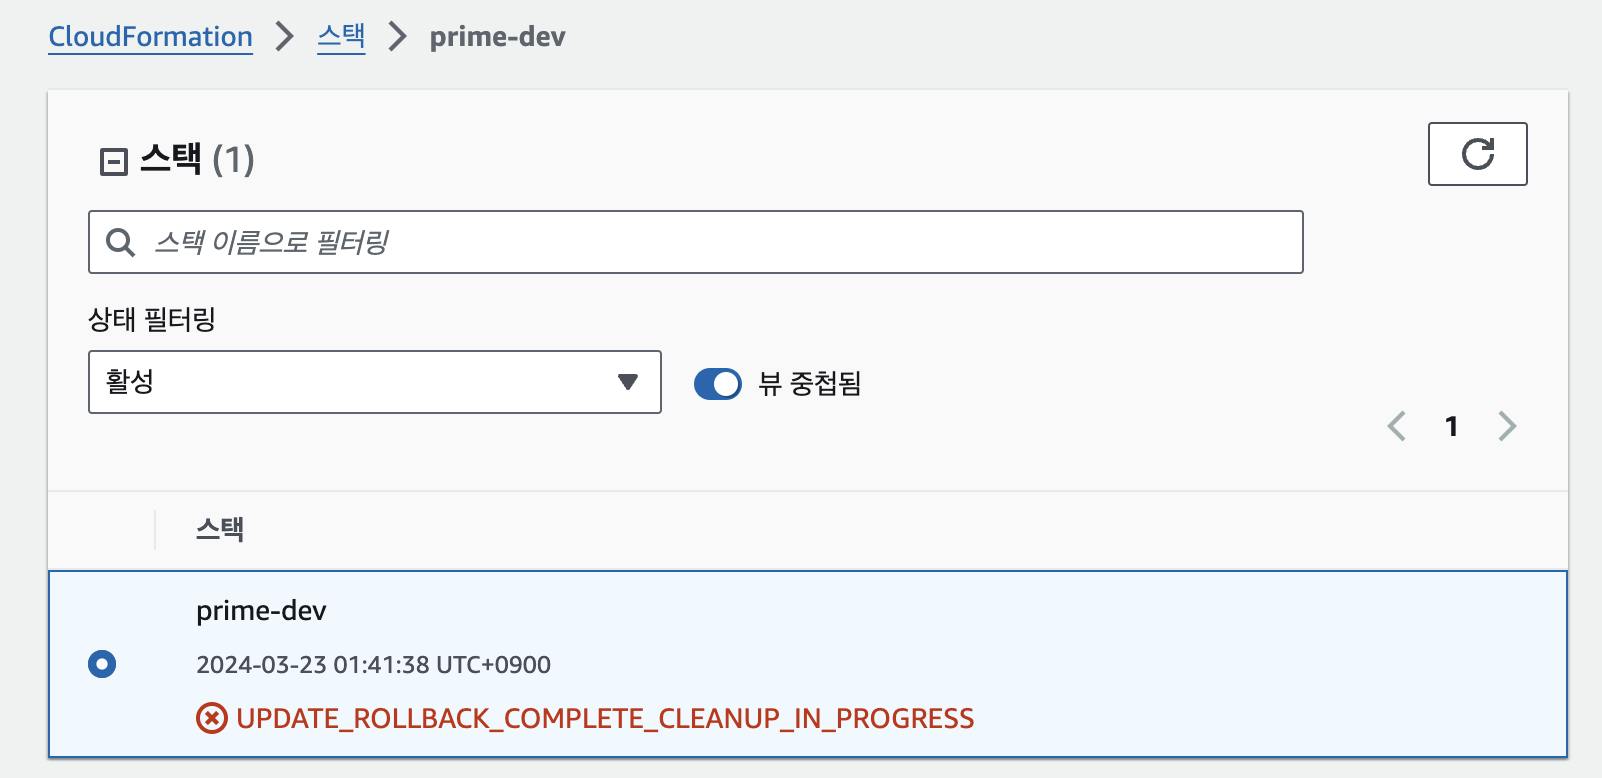 CloudFormation > 스택 > prime-dev
스택 (1)
스택 이름으로 필터링
상태 필터링
활성
뷰 중첩됨
1
스택
prime-dev
2024-03-23 01:41:38 UTC+0900
UPDATE_ROLLBACK_COMPLETE_CLEANUP_IN_PROGRESS